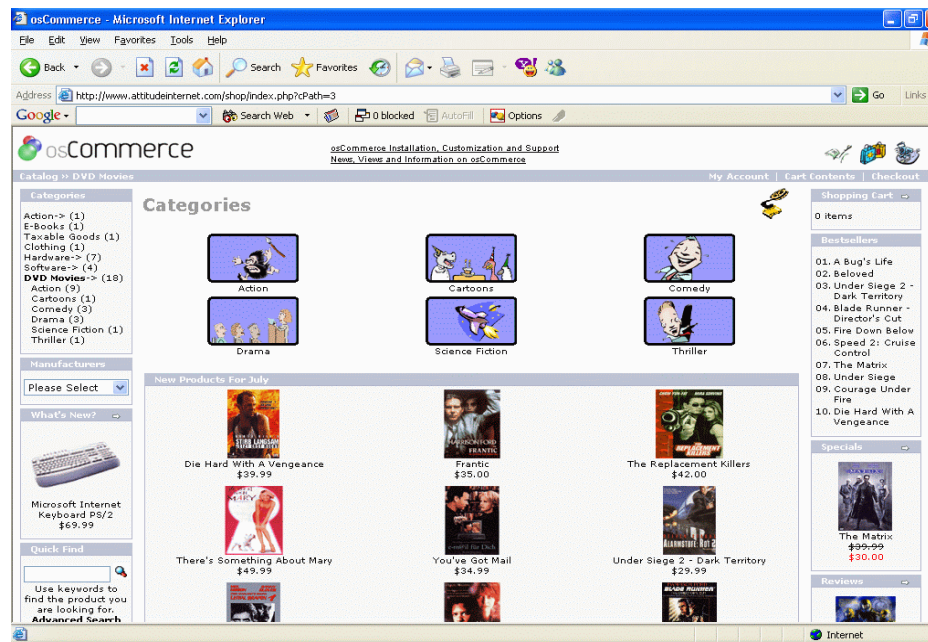 osCommerce - Microsoft Internet Explorer
File Edit View Favorites Tools Help
Back Search Favorites
Address http://www.attitudeinternet.com/shop/index.php?cPath=3 Go Links
Google Search Web 0 blocked AutoFill Options
osCommerce
osCommerce Installation, Customization and Support
News, Views and Information on osCommerce
Catalog >> DVD Movies My Account | Cart Contents | Checkout
Categories
Action-> (1)
E-Books (1)
Taxable Goods (1)
Clothing (1)
Hardware-> (7)
Software-> (4)
DVD Movies-> (18)
Action (9)
Cartoons (1)
Comedy (3)
Drama (3)
Science Fiction (1)
Thriller (1)
Manufacturers
Please Select
What's New?
Microsoft Internet
Keyboard PS/2
$69.99
Quick Find
Use keywords to
find the product you
are looking for.
Advanced Search
Categories
Action Cartoons Comedy
Drama Science Fiction Thriller
New Products For July
STIRB LANGSAM
HARRISON FORD
FRANTIC
REPLACEMENT
KILLERS
Die Hard With A Vengeance Frantic The Replacement Killers
$39.99 $35.00 $42.00
MARY
There's Something About Mary You've Got Mail Under Siege 2 - Dark Territory
$49.99 $34.99 $29.99
BLADE RUNNER
Shopping Cart
0 items
Bestsellers
01. A Bug's Life
02. Beloved
03. Under Siege 2 -
Dark Territory
04. Blade Runner -
Director's Cut
05. Fire Down Below
06. Speed 2: Cruise
Control
07. The Matrix
08. Under Siege
09. Courage Under
Fire
10. Die Hard With A
Vengeance
Specials
The Matrix
$39.99
$30.00
Reviews
Internet